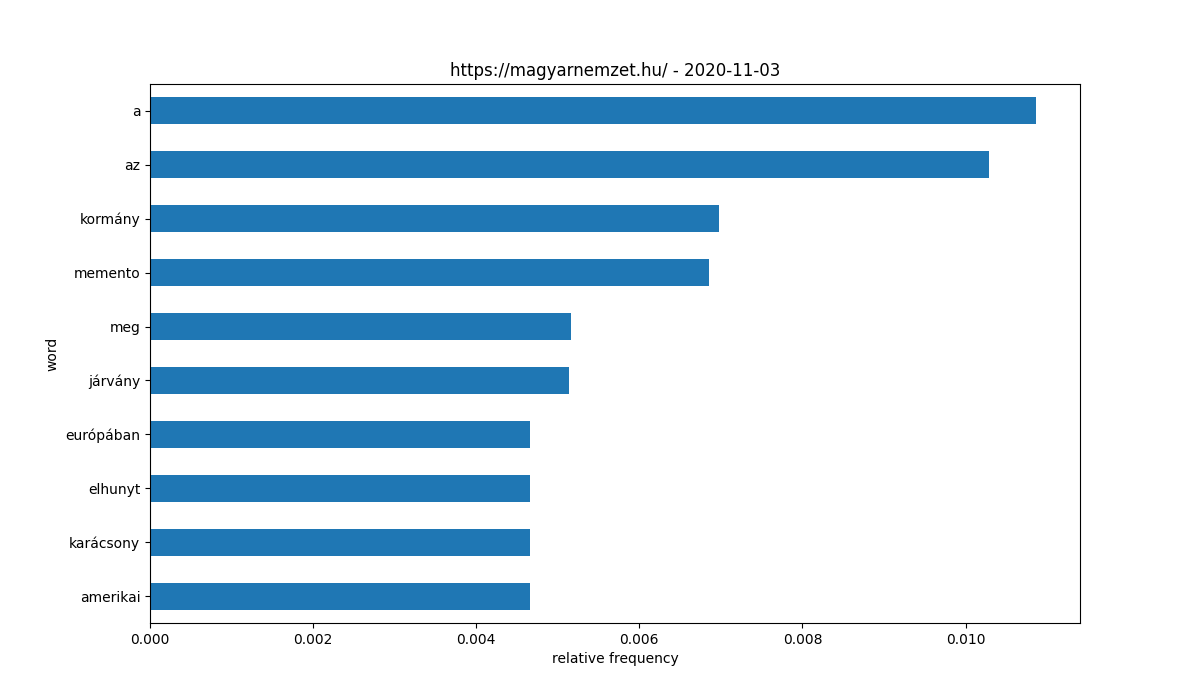 https://magyarnemzet.hu/ - 2020-11-03
a
az
kormány
memento
meg
járvány
európában
elhunyt
karácsony
amerikai
word
0.000 0.002 0.004 0.006 0.008 0.010
relative frequency